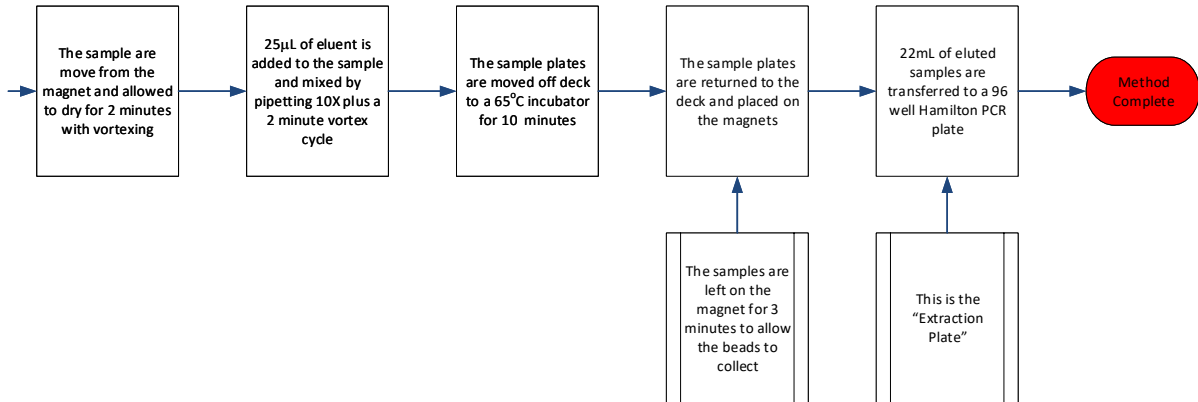 The sample are
move from the
magnet and allowed
to dry for 2 minutes
with vortexing
25µL of eluent is
added to the sample
and mixed by
pipetting 10X plus a
2 minute vortex
cycle
The sample plates
are moved off deck
to a 65°C incubator
for 10 minutes
The sample plates
are returned to the
deck and placed on
the magnets
22mL of eluted
samples are
transferred to a 96
well Hamilton PCR
plate
Method
Complete
The samples are
left on the
magnet for 3
minutes to allow
the beads to
collect
This is the
“Extraction
Plate”